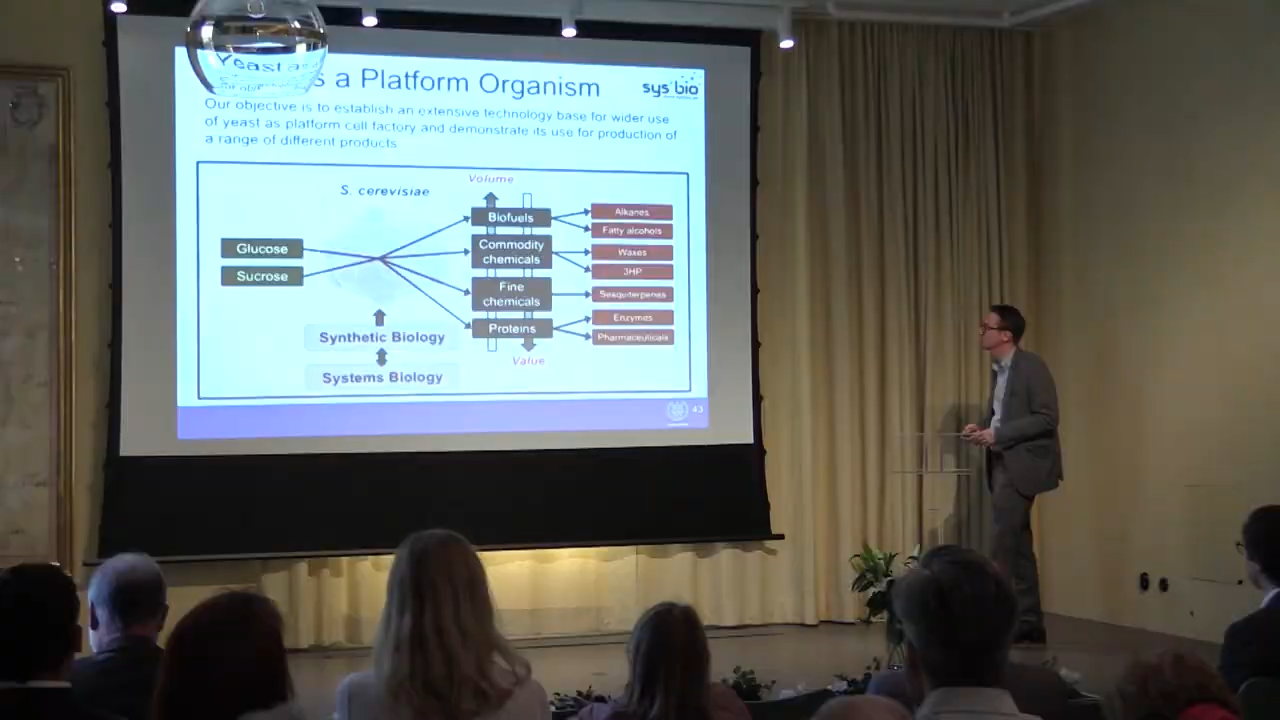 Yeast as a Platform Organism
sys bio
Our objective is to establish an extensive technology base for wider use
of yeast as platform cell factory and demonstrate its use for production of
a range of different products
Volume
S. cerevisiae
Biofuels
Alkanes
Fatty alcohols
Glucose
Commodity
chemicals
Waxes
3HP
Sucrose
Fine
chemicals
Sesquiterpenes
Proteins
Enzymes
Pharmaceuticals
Synthetic Biology
Value
Systems Biology
43